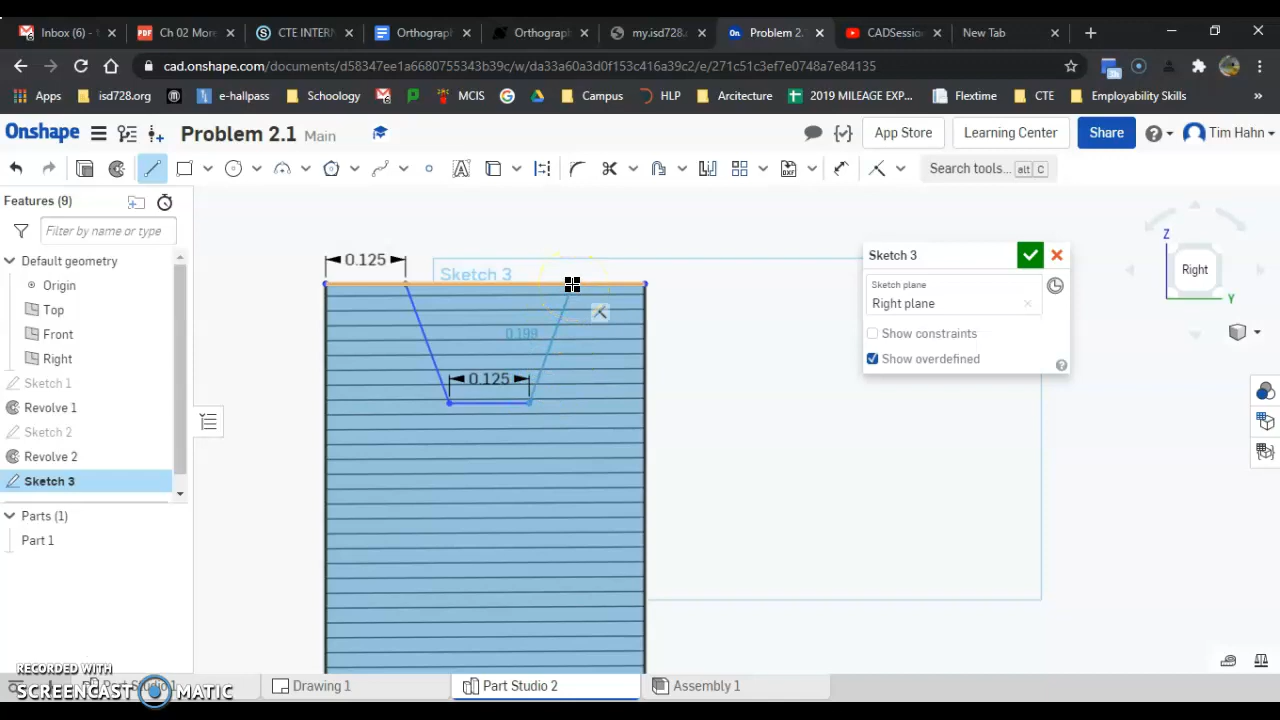 Inbox (6) -
Ch 02 More
CTE INTERN
Orthograph
Orthograph
my.isd728.
Problem 2.
CADSession
New Tab
cad.onshape.com/documents/d58347ee1a6680755343b39c/w/da33a60a3d0f153c416a39c2/e/271c51c3ef7e0748a7e84135
Apps
isd728.org
e-hallpass
Schoology
MCIS
Campus
HLP
Arcitecture
2019 MILEAGE EXP...
Flextime
CTE
Employability Skills
»
Onshape
Problem 2.1
Main
App Store
Learning Center
Share
Tim Hahn
Search tools...
alt
C
Features (9)
Filter by name or type
Default geometry
Origin
Top
Front
Right
Sketch 1
Revolve 1
Sketch 2
Revolve 2
Sketch 3
Parts (1)
Part 1
0.125
Sketch 3
0.125
Sketch 3
Sketch plane
Right plane
Show constraints
Show overdefined
Z
Right
Y
RECORDED WITH
SCREENCAST MATIC
Drawing 1
Part Studio 2
Assembly 1